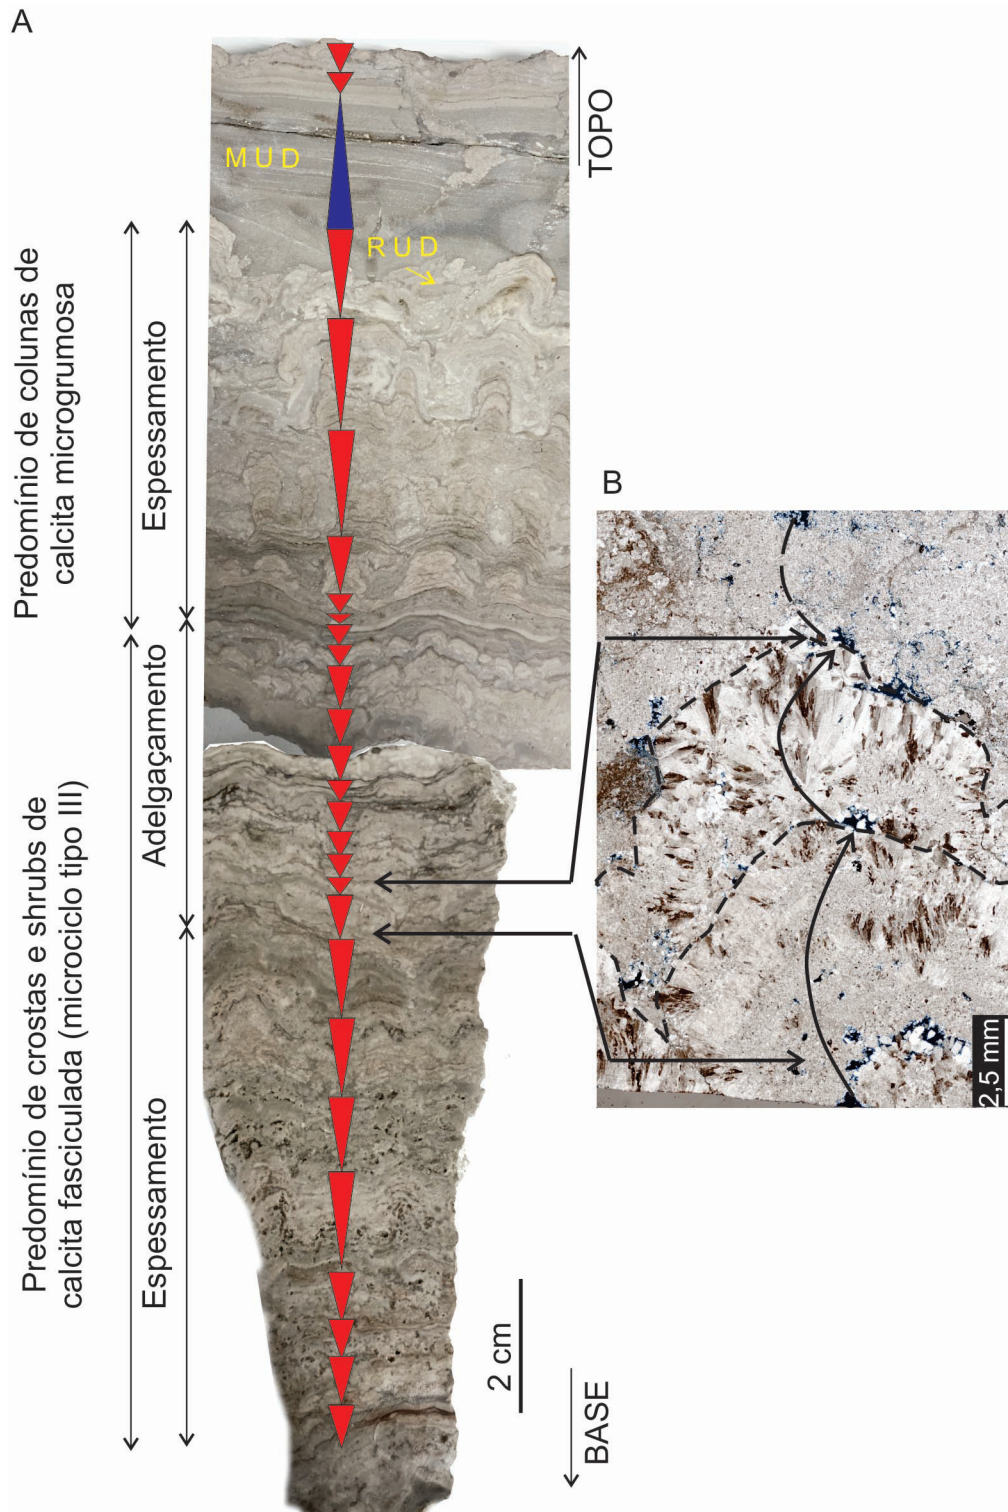 A
TOPO
MUD
RUD
Predomínio de colunas de
calcita microgrumosa
Espessamento
B
Adelgaçamento
Predomínio de crostas e shrubs de
calcita fasciculada (microciclo tipo III)
Espessamento
2,5 mm
2 cm
BASE